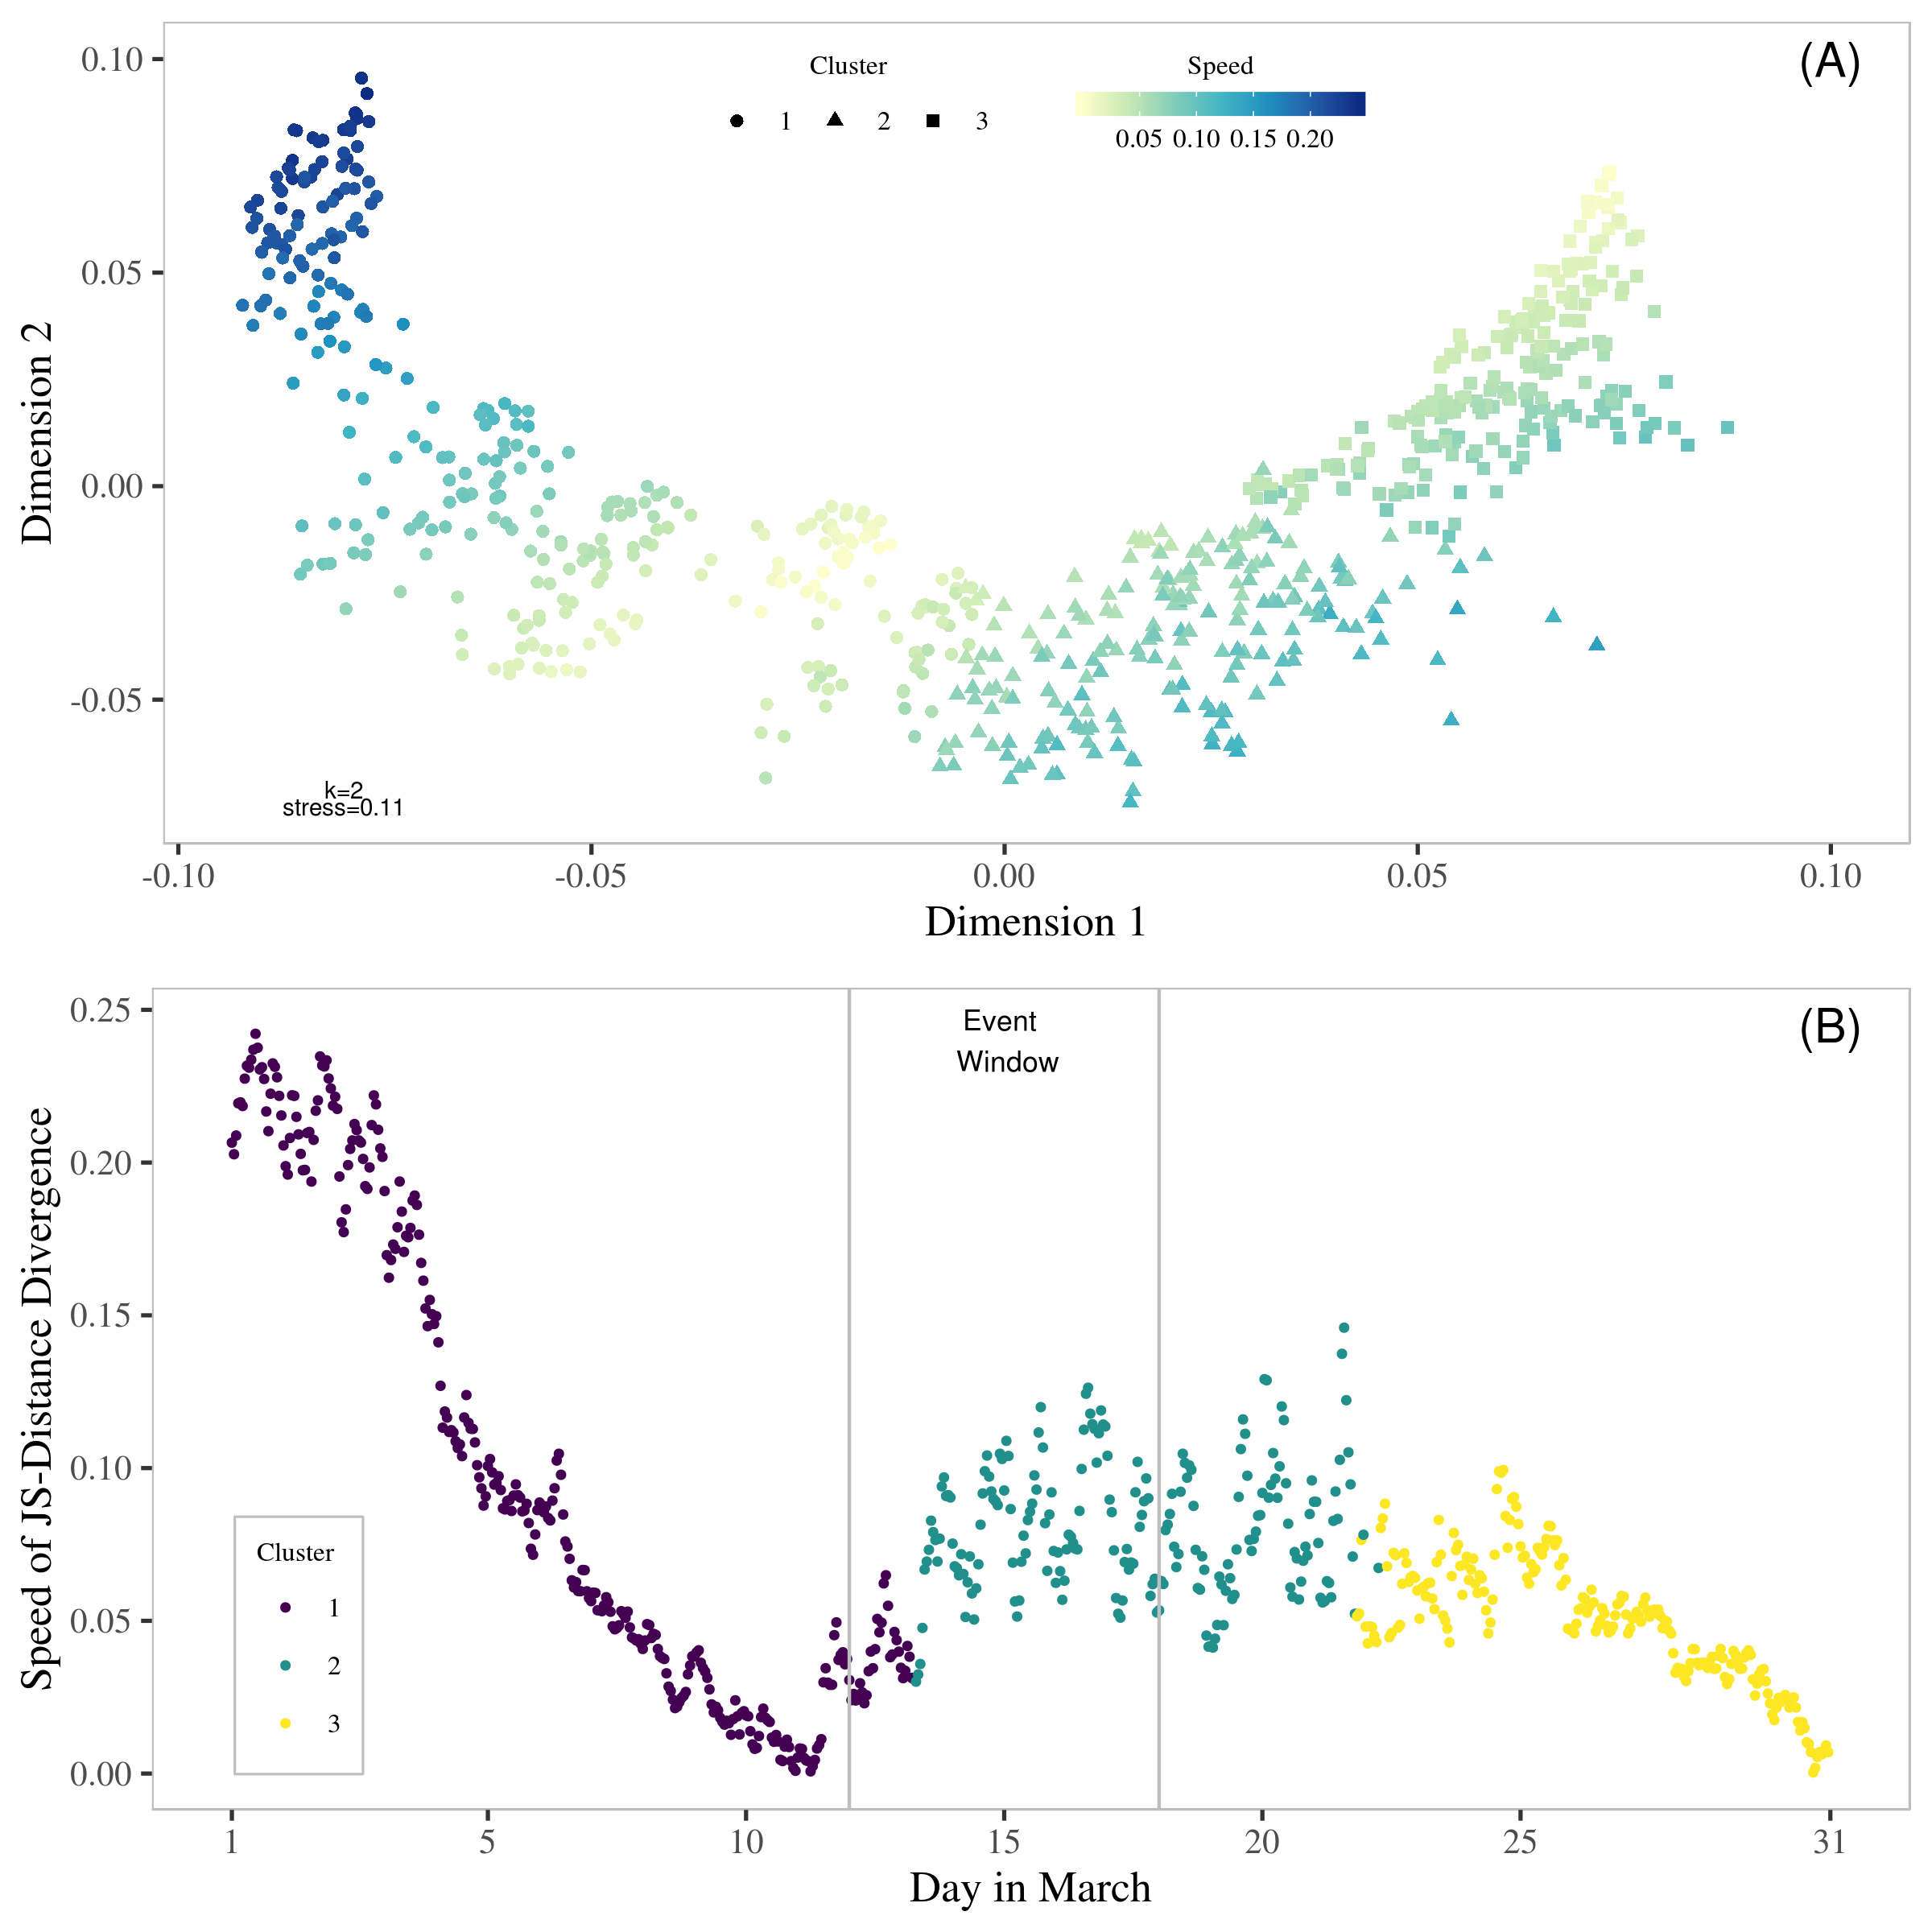 (A)
Cluster
1 2 3
Speed
0.05 0.10 0.15 0.20
0.10
0.05
0.00
-0.05
Dimension 2
k=2
stress=0.11
-0.10 -0.05 0.00 0.05 0.10
Dimension 1
(B)
Event
Window
0.25
0.20
0.15
0.10
0.05
0.00
Speed of JS-Distance Divergence
Cluster
1
2
3
1 5 10 15 20 25 31
Day in March